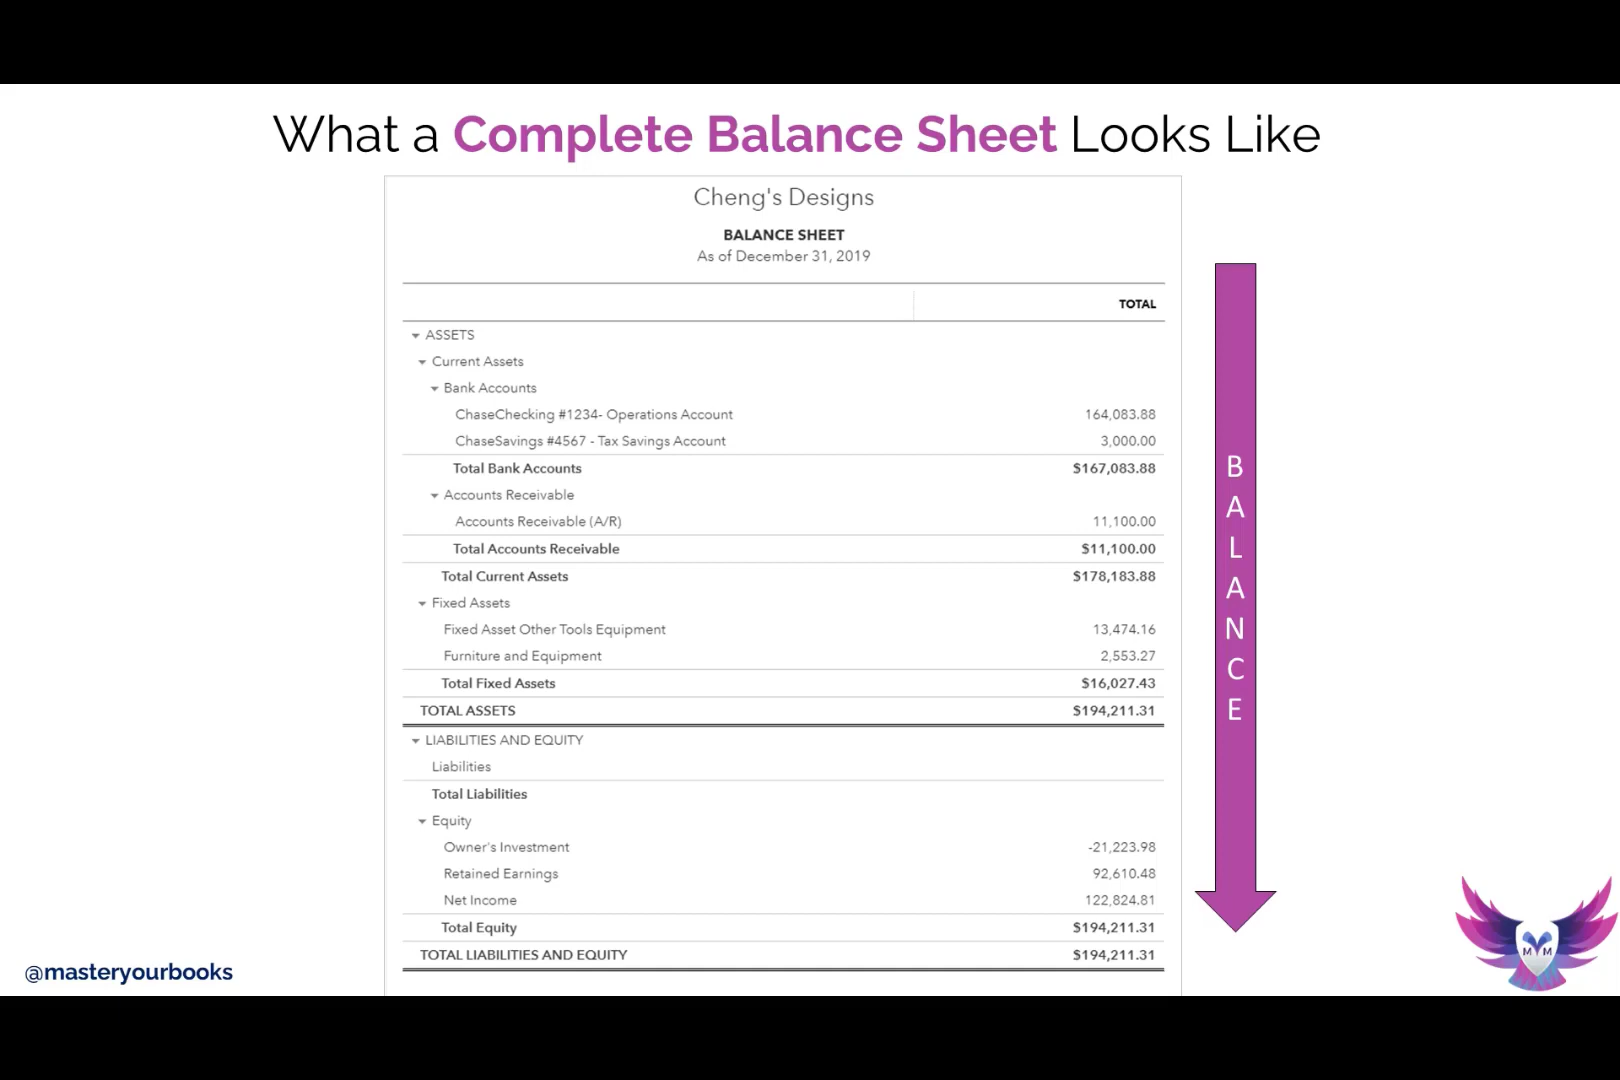 What a Complete Balance Sheet Looks Like
Cheng's Designs
BALANCE SHEET
As of December 31, 2019
TOTAL
ASSETS
Current Assets
Bank Accounts
ChaseChecking #1234- Operations Account 164,083.88
ChaseSavings #4567 - Tax Savings Account 3,000.00
Total Bank Accounts $167,083.88
Accounts Receivable
Accounts Receivable (A/R) 11,100.00
Total Accounts Receivable $11,100.00
Total Current Assets $178,183.88
Fixed Assets
Fixed Asset Other Tools Equipment 13,474.16
Furniture and Equipment 2,553.27
Total Fixed Assets $16,027.43
TOTAL ASSETS $194,211.31
LIABILITIES AND EQUITY
Liabilities
Total Liabilities
Equity
Owner's Investment -21,223.98
Retained Earnings 92,610.48
Net Income 122,824.81
Total Equity $194,211.31
TOTAL LIABILITIES AND EQUITY $194,211.31
B
A
L
A
N
C
E
@masteryourbooks
M M